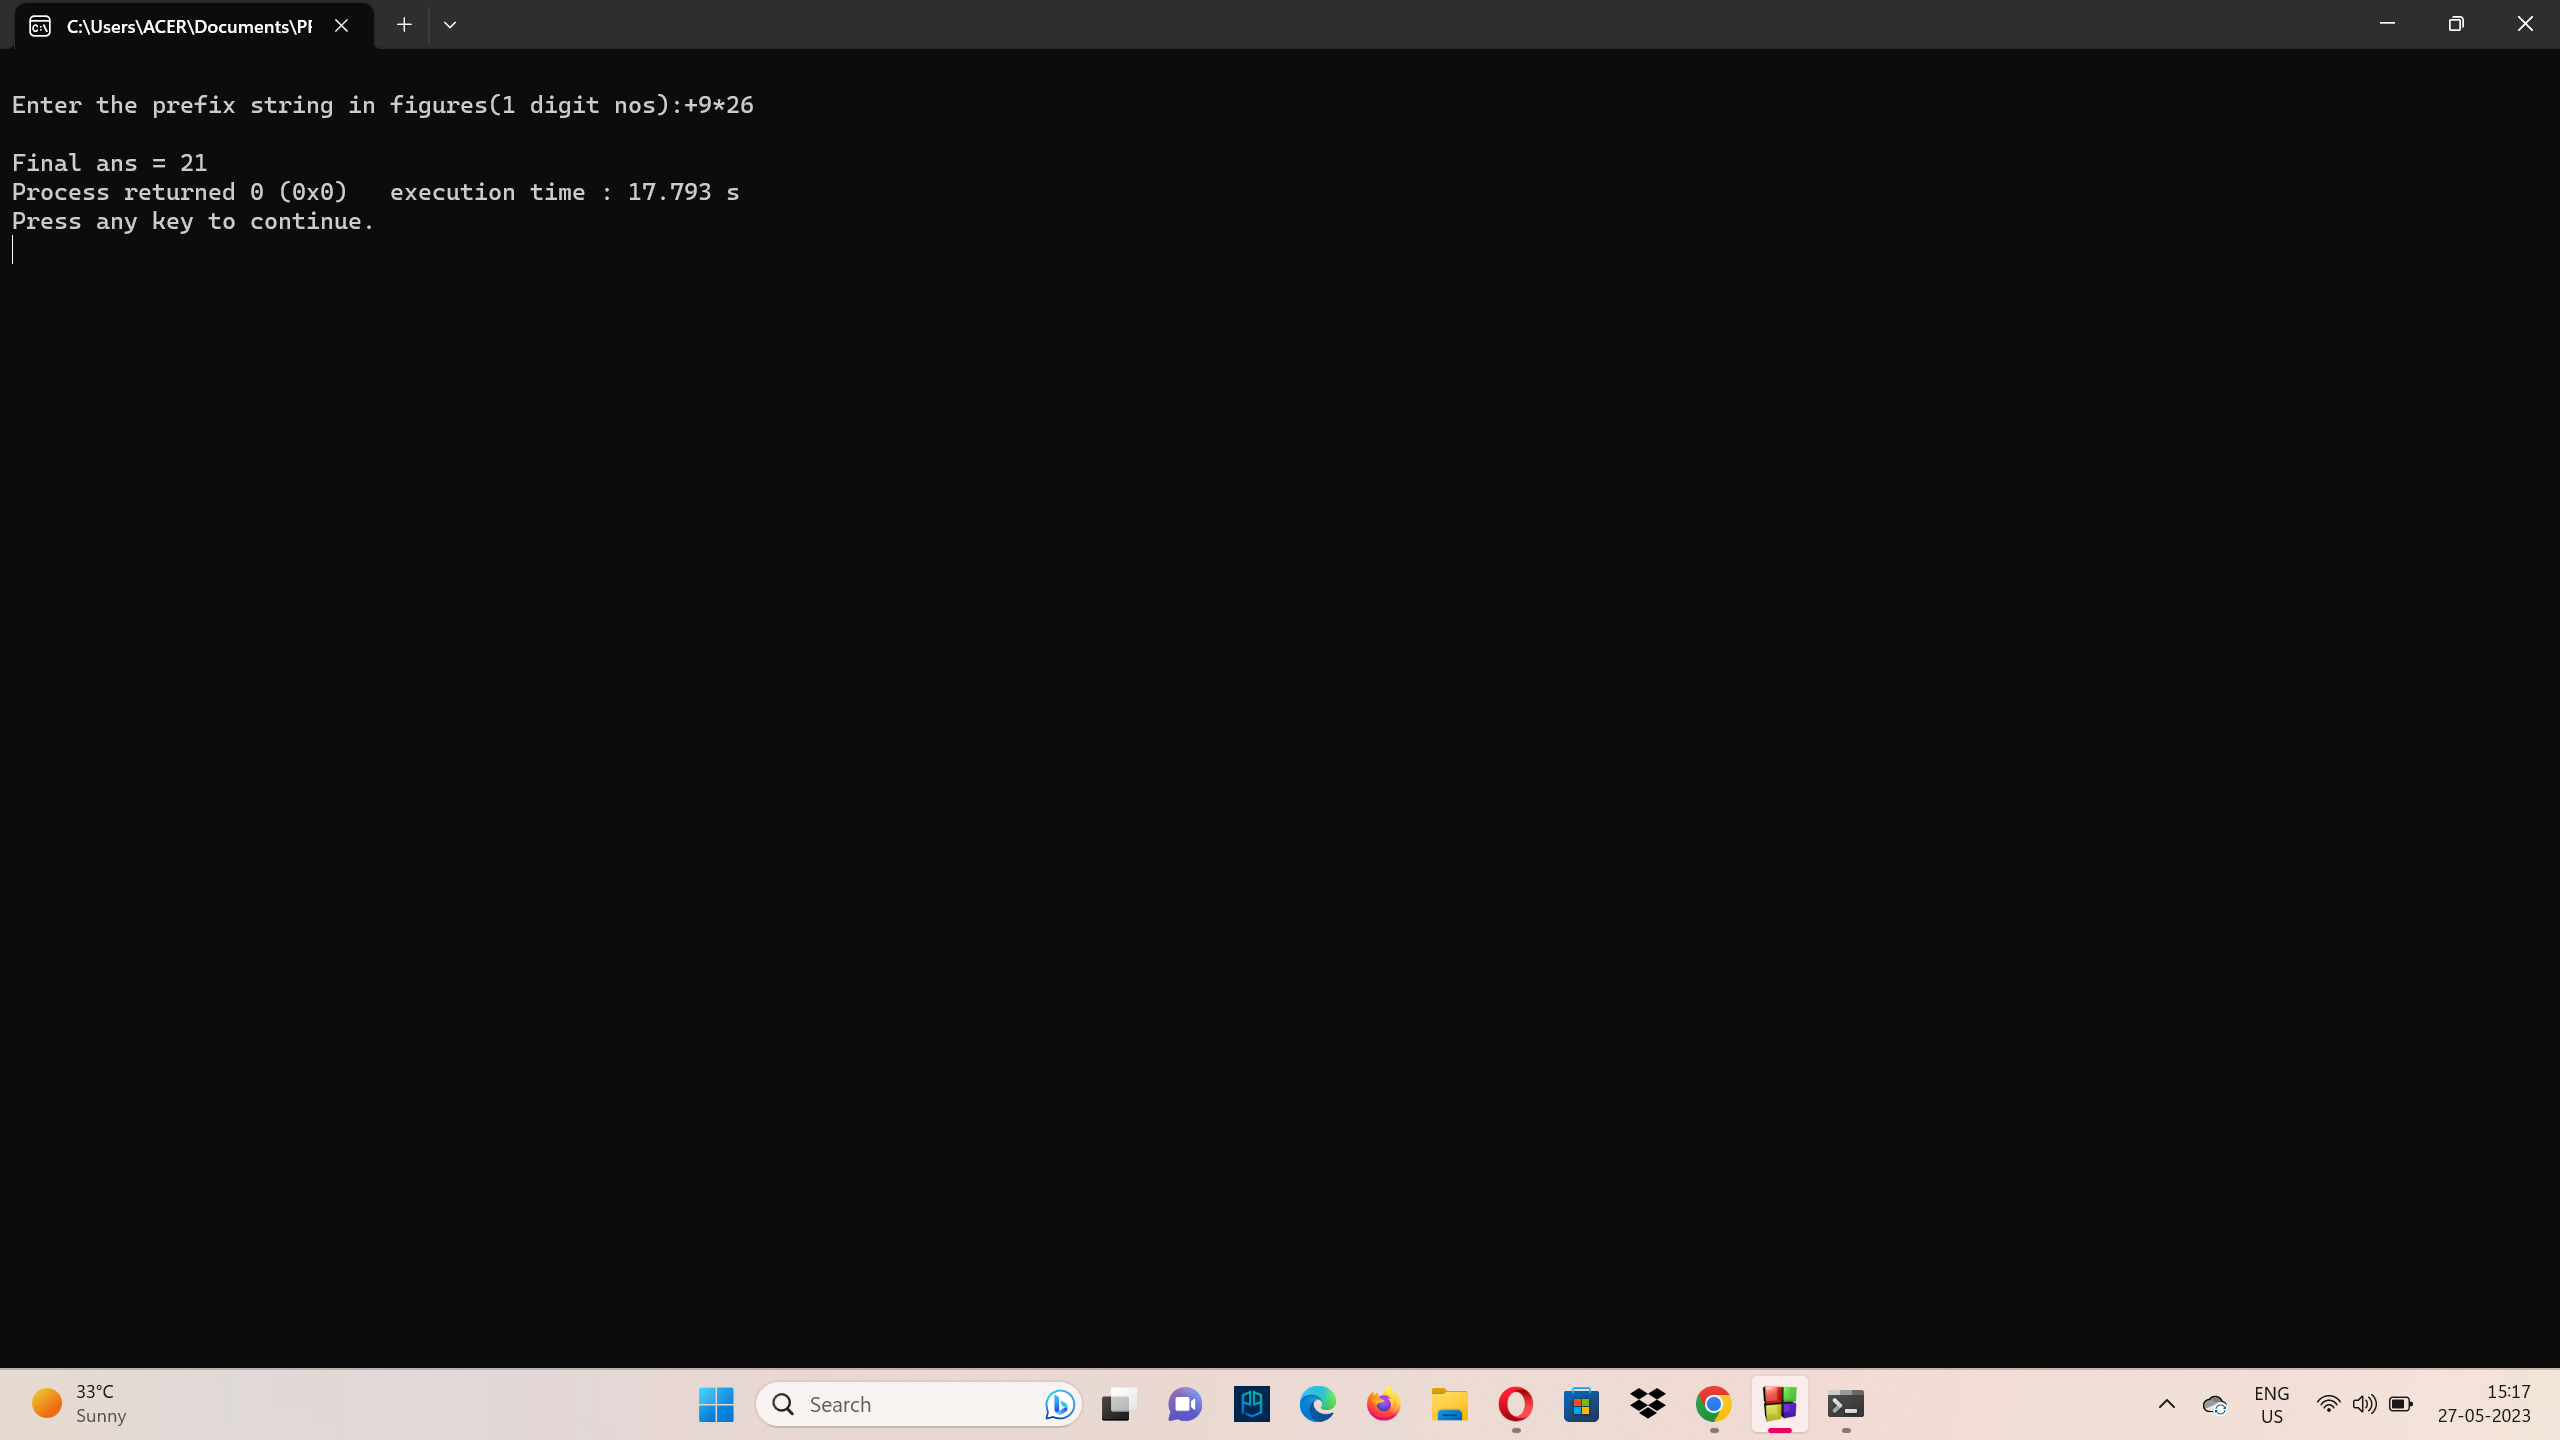 C:\Users\ACER\Documents\PF
Enter the prefix string in figures(1 digit nos):+9*26
Final ans = 21
Process returned 0 (0x0)   execution time : 17.793 s
Press any key to continue.
33°C
Sunny
Search
ENG
US
15:17
27-05-2023